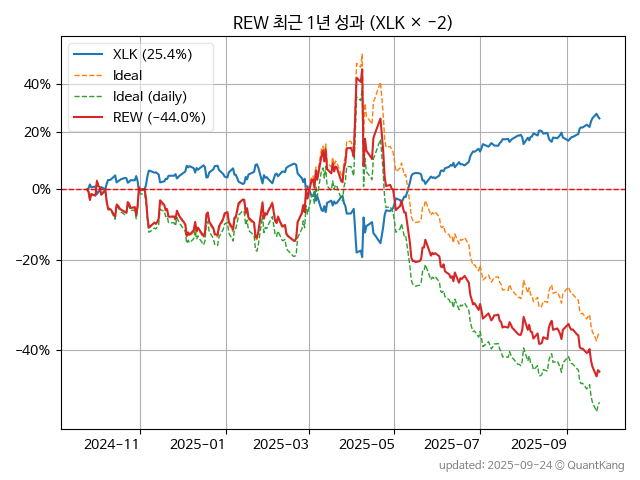 REW 최근 1년 성과 (XLK × −2)
XLK (25.4%)
Ideal
Ideal (daily)
REW (−44.0%)
40%
20%
0%
−20%
−40%
2024-11
2025-01
2025-03
2025-05
2025-07
2025-09
updated: 2025-09-24 © QuantKang